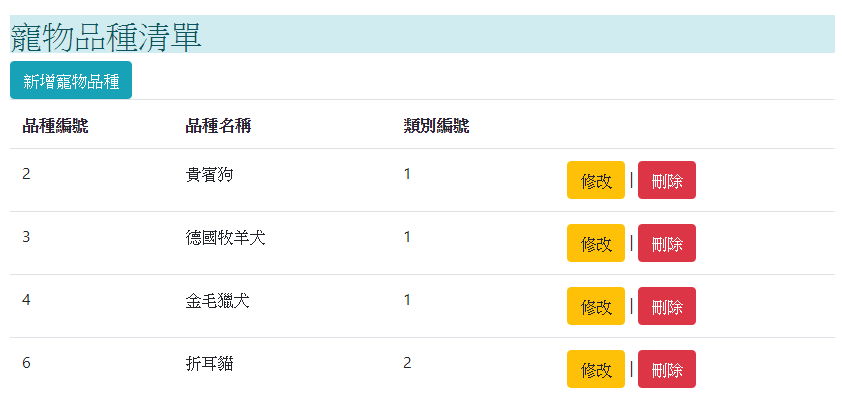 寵物品種清單
新增寵物品種
品種編號 品種名稱 類別編號
2 貴賓狗 1 修改 | 刪除
3 德國牧羊犬 1 修改 | 刪除
4 金毛獵犬 1 修改 | 刪除
6 折耳貓 2 修改 | 刪除